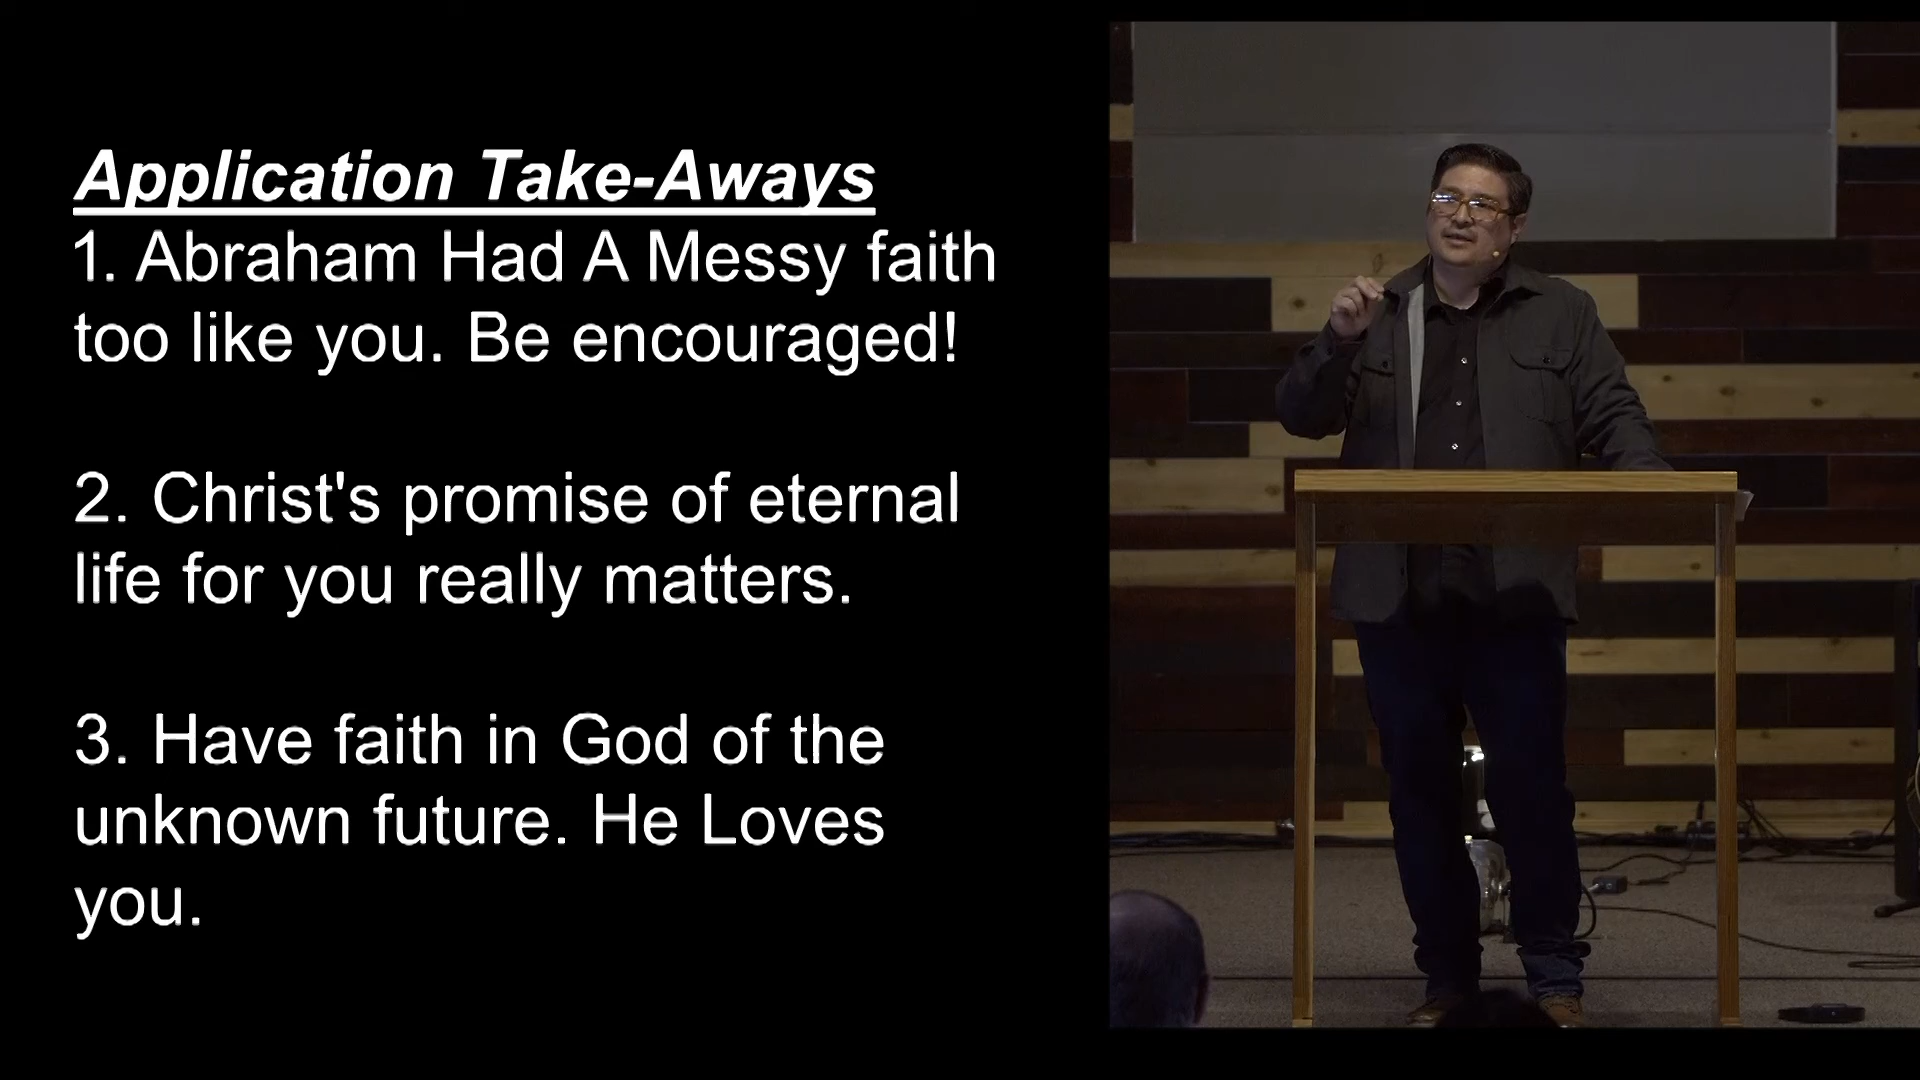 Application Take-Aways
1. Abraham Had A Messy faith
too like you. Be encouraged!
2. Christ's promise of eternal
life for you really matters.
3. Have faith in God of the
unknown future. He Loves
you.